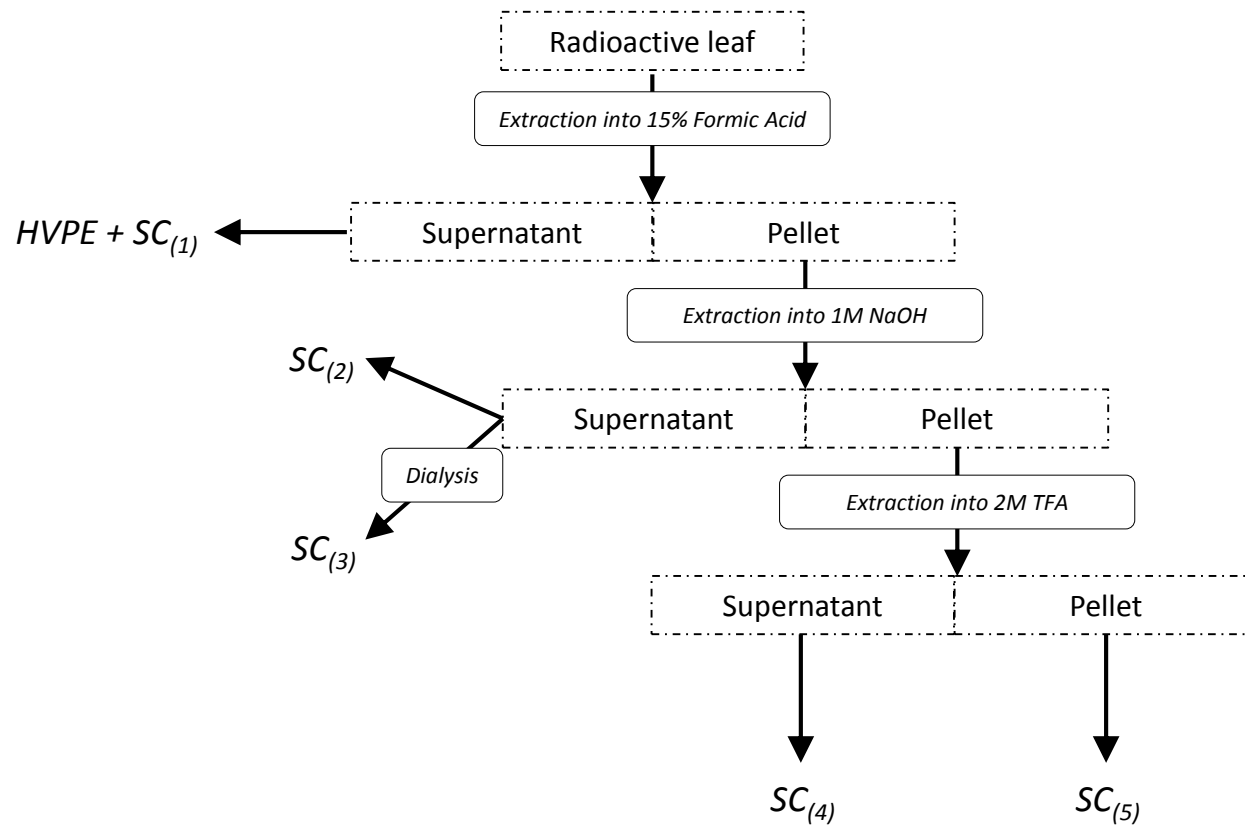 Radioactive leaf
Extraction into 15% Formic Acid
HVPE + SC(1)
Supernatant
Pellet
Extraction into 1M NaOH
SC(2)
Supernatant
Pellet
Dialysis
Extraction into 2M TFA
SC(3)
Supernatant
Pellet
SC(4)
SC(5)